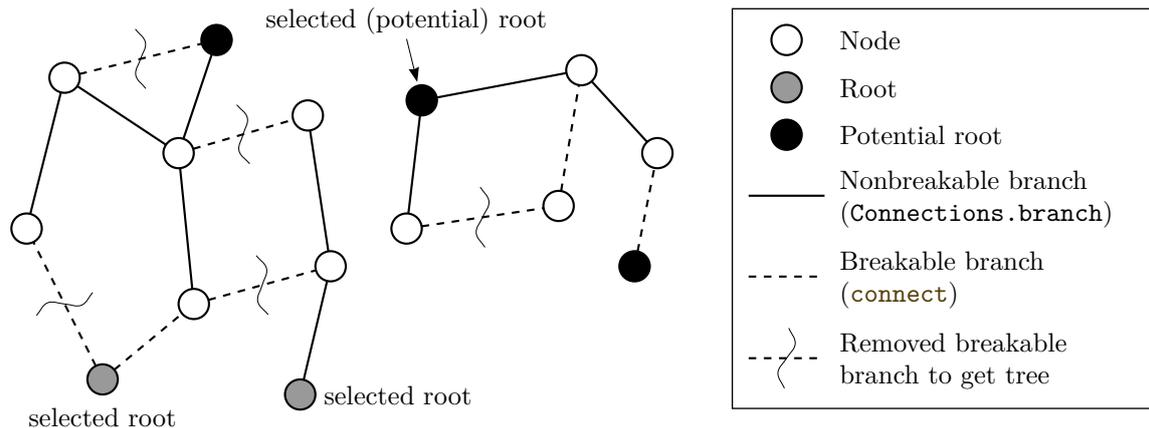 selected (potential) root
selected root
selected root
Node
Root
Potential root
Nonbreakable branch
(Connections.branch)
Breakable branch
(connect)
Removed breakable
branch to get tree